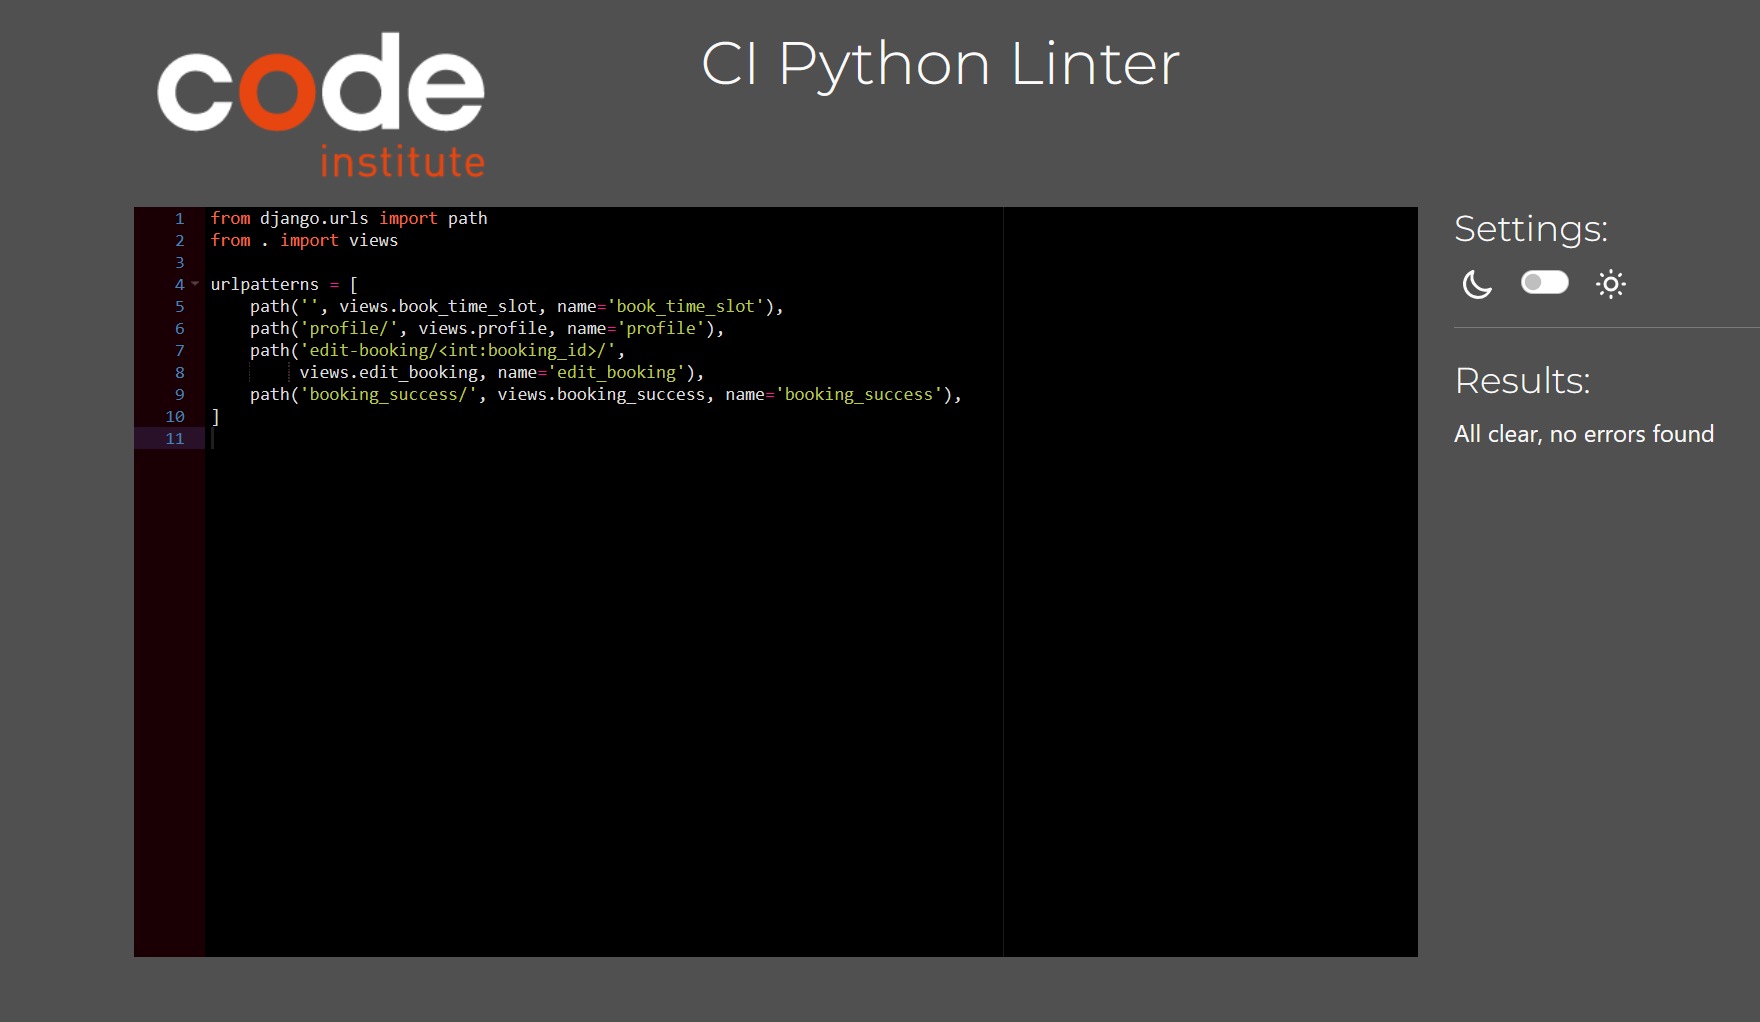 code
institute
CI Python Linter
1 from django.urls import path
2 from . import views
3
4 urlpatterns = [
5     path('', views.book_time_slot, name='book_time_slot'),
6     path('profile/', views.profile, name='profile'),
7     path('edit-booking/<int:booking_id>/',
8          views.edit_booking, name='edit_booking'),
9     path('booking_success/', views.booking_success, name='booking_success'),
10 ]
11
Settings:
Results:
All clear, no errors found